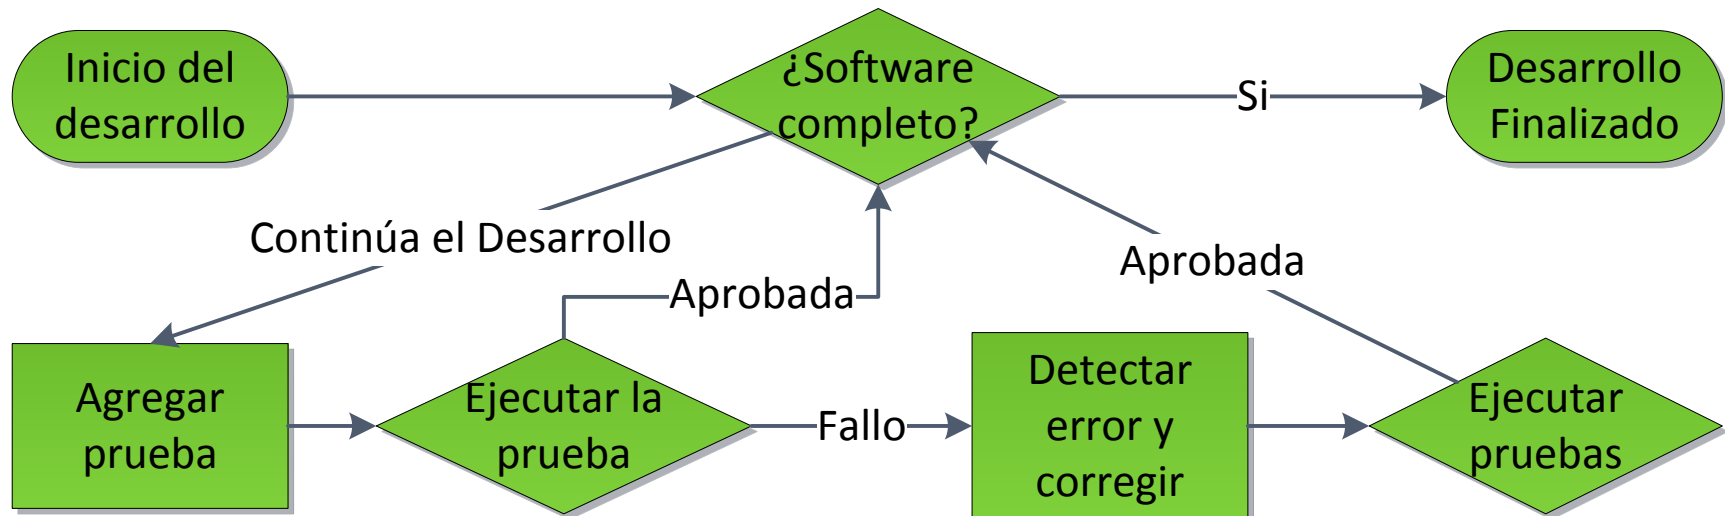 Inicio del
desarrollo
¿Software
completo?
Si
Desarrollo
Finalizado
Continúa el Desarrollo
Aprobada
Aprobada
Agregar
prueba
Ejecutar la
prueba
Fallo
Detectar
error y
corregir
Ejecutar
pruebas